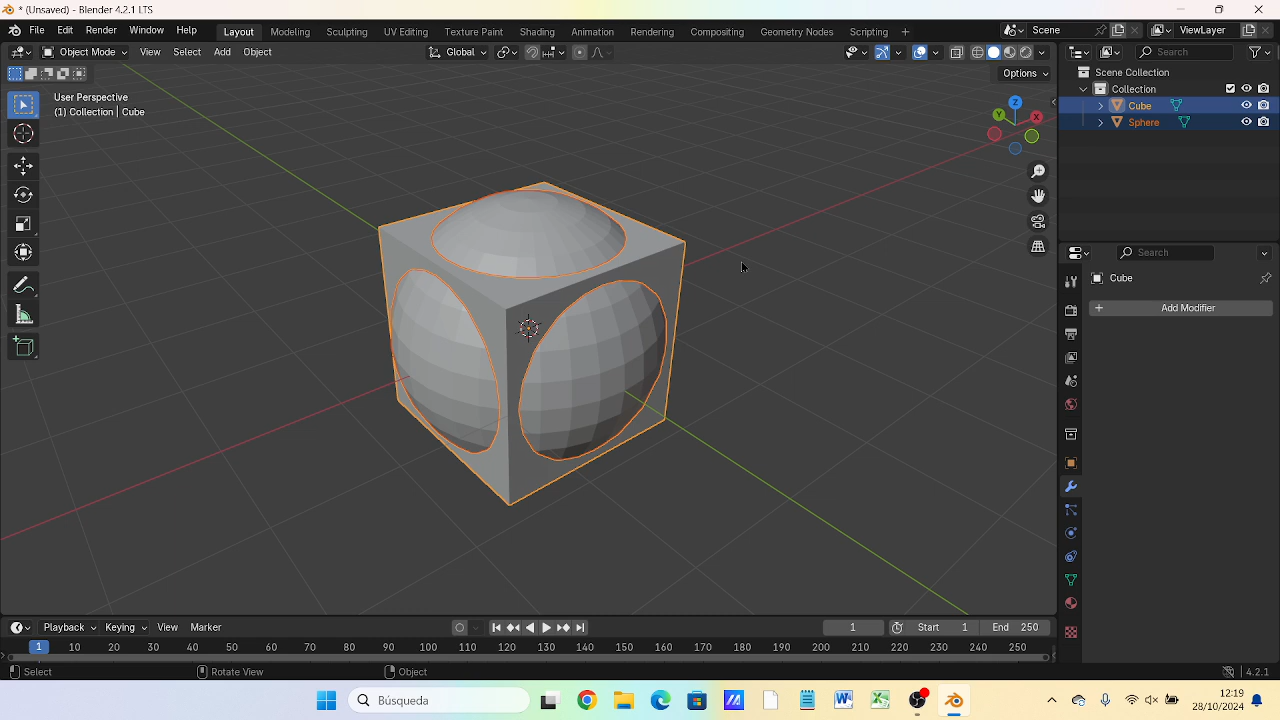 * (Unsaved) - Blender 4.2.1 LTS
File Edit Render Window Help Layout Modeling Sculpting UV Editing Texture Paint Shading Animation Rendering Compositing Geometry Nodes Scripting + Scene ViewLayer
Object Mode View Select Add Object Global Search
Options
User Perspective
(1) Collection | Cube
Z
Y
X
Scene Collection
Collection
Cube
Sphere
Search
Cube
+ Add Modifier
Playback Keying View Marker 1 Start 1 End 250
1 10 20 30 40 50 60 70 80 90 100 110 120 130 140 150 160 170 180 190 200 210 220 230 240 250
Select Rotate View Object 4.2.1
Búsqueda
12:19
28/10/2024